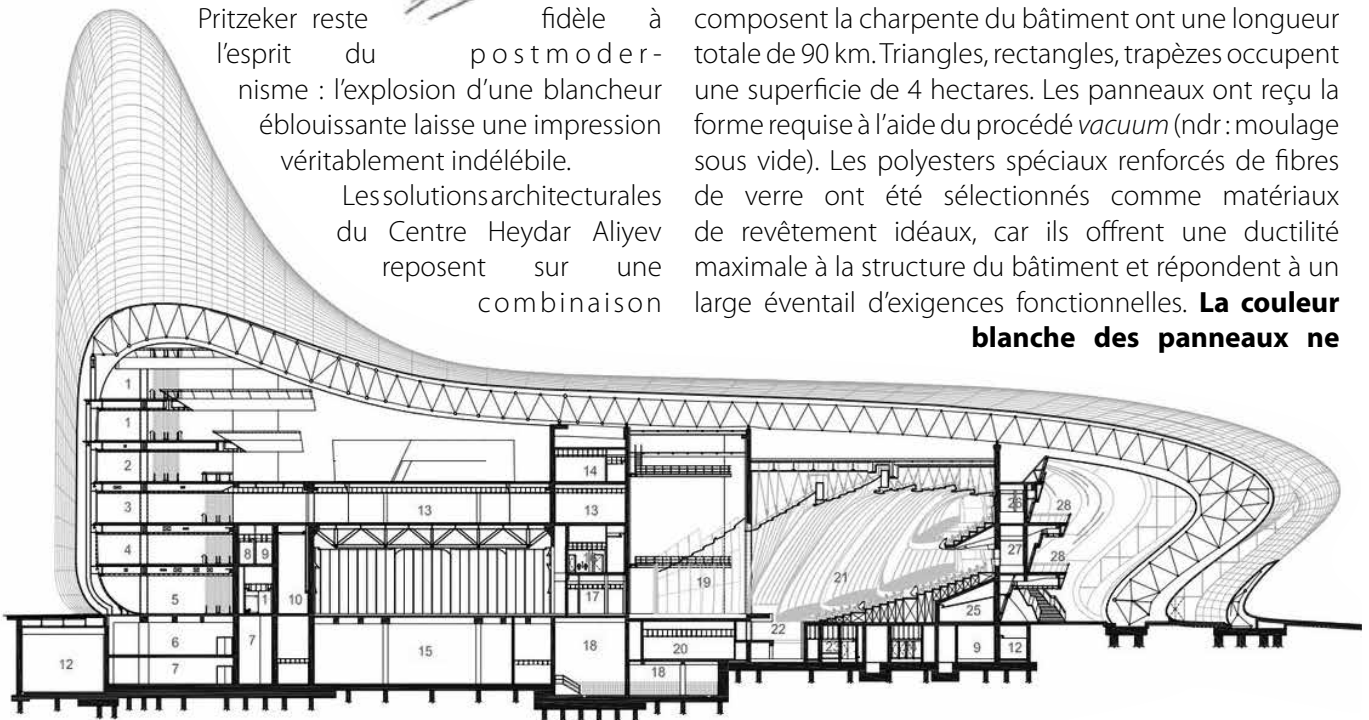 Pritzeker reste fidèle à
l'esprit du postmoder-
nisme : l'explosion d'une blancheur
éblouissante laisse une impression
véritablement indélébile.
Les solutions architecturales
du Centre Heydar Aliyev
reposent sur une
combinaison
composent la charpente du bâtiment ont une longueur
totale de 90 km. Triangles, rectangles, trapèzes occupent
une superficie de 4 hectares. Les panneaux ont reçu la
forme requise à l'aide du procédé vacuum (ndr : moulage
sous vide). Les polyesters spéciaux renforcés de fibres
de verre ont été sélectionnés comme matériaux
de revêtement idéaux, car ils offrent une ductilité
maximale à la structure du bâtiment et répondent à un
large éventail d'exigences fonctionnelles. La couleur
blanche des panneaux ne
1
1
2
14
3
13
13
26
28
4
8
9
27
28
5
1
10
17
19
21
25
6
7
15
18
20
22
23
9
12
12
7
18